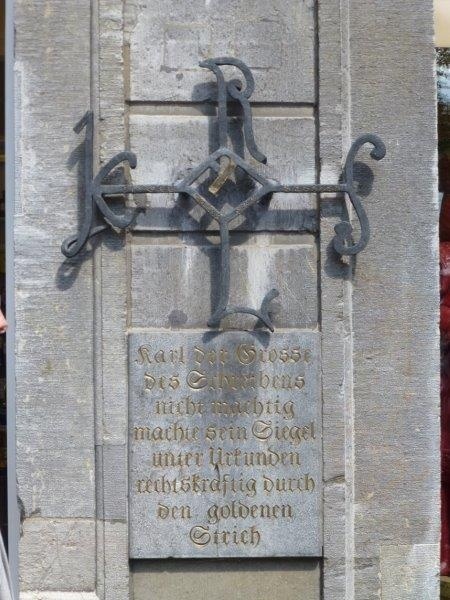 R
K S
L
Karl der Grosse
des Schreibens
nicht mächtig
machte sein Siegel
unter Urkunden
rechtskräftig durch
den goldenen
Strich